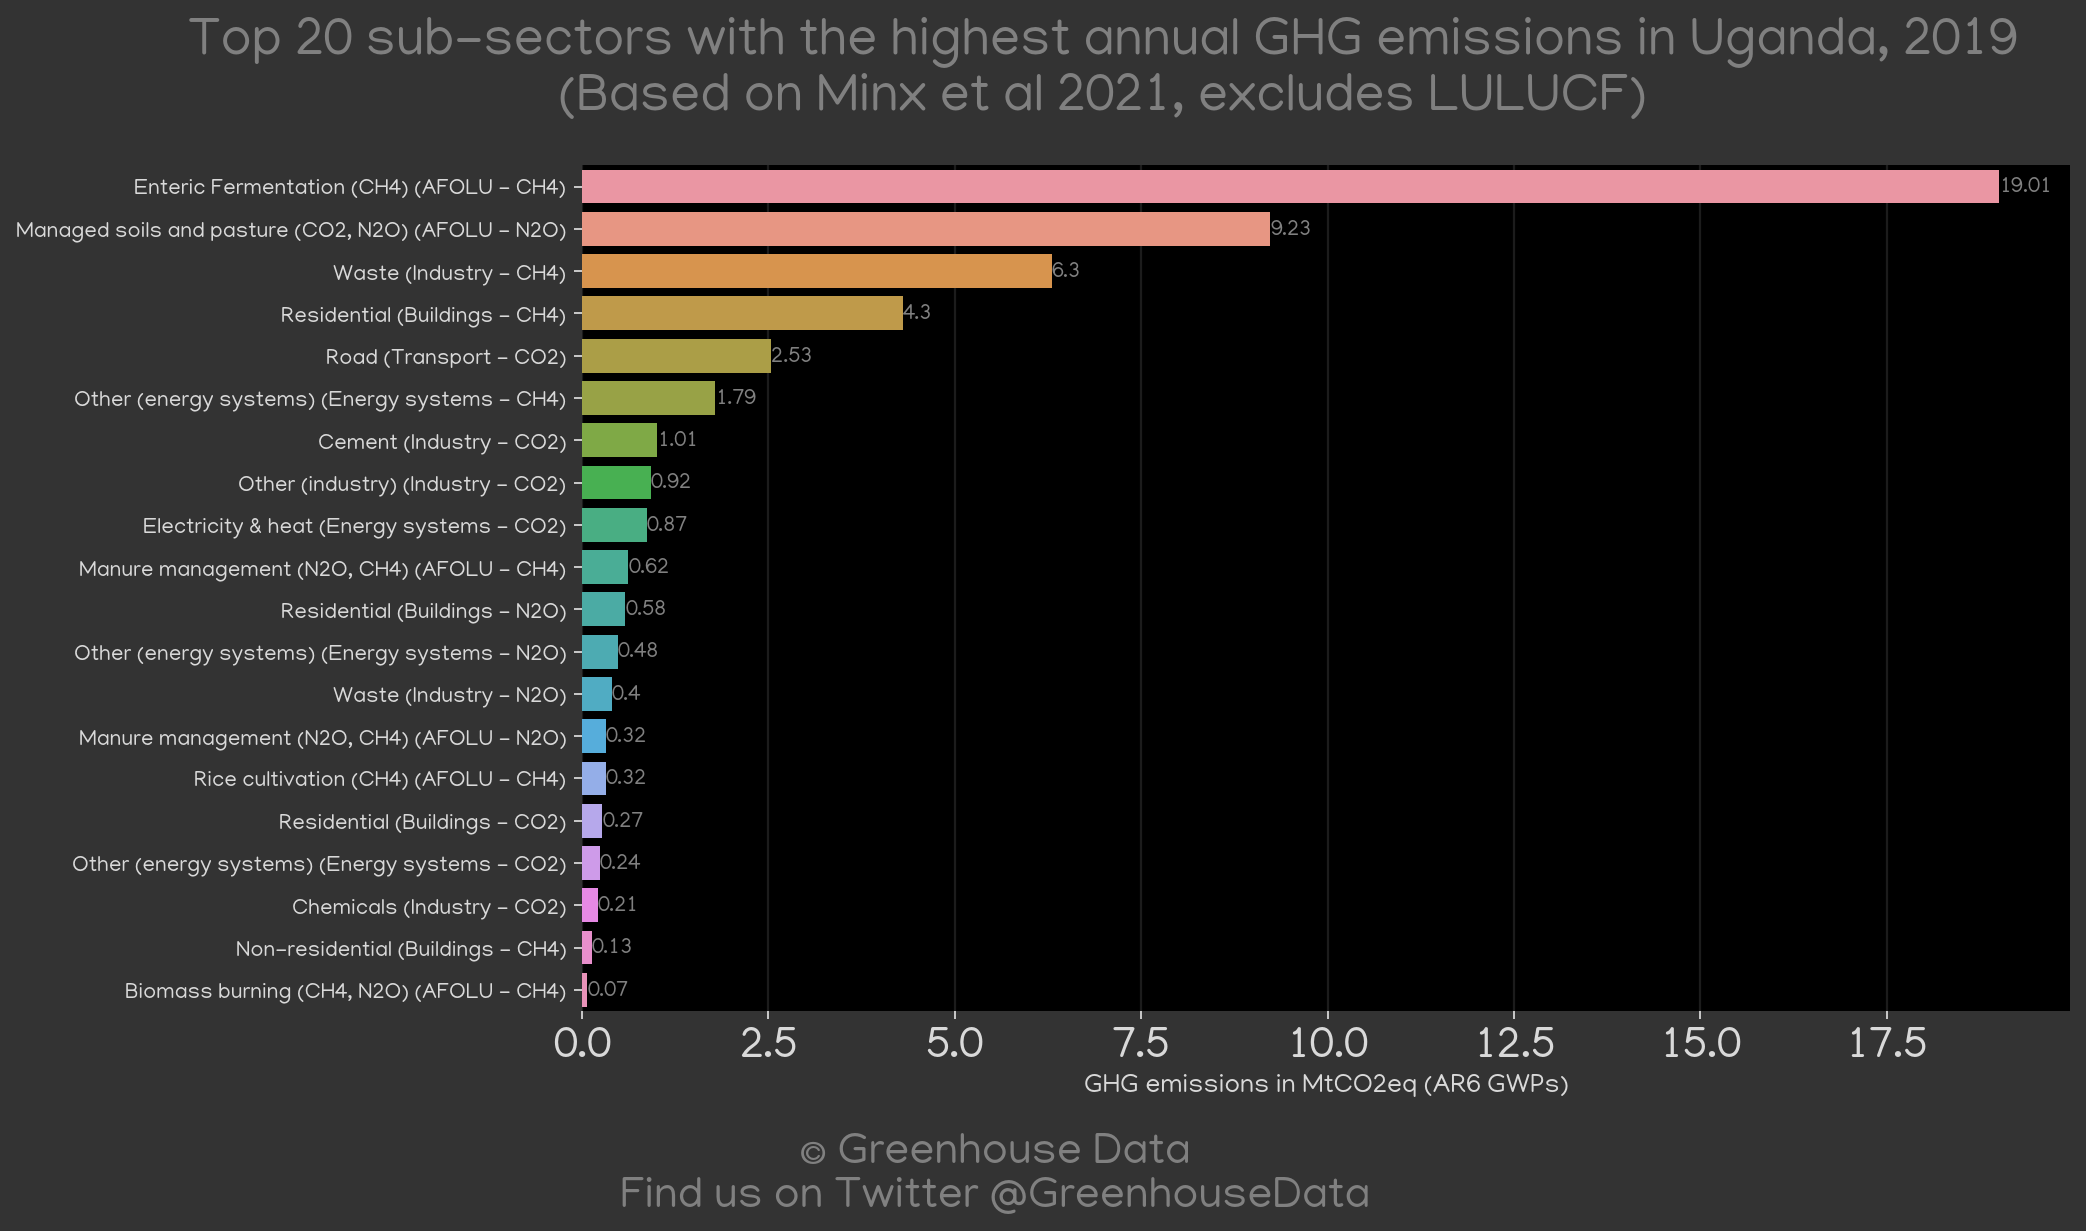 Top 20 sub-sectors with the highest annual GHG emissions in Uganda, 2019
(Based on Minx et al 2021, excludes LULUCF)
Enteric Fermentation (CH4) (AFOLU - CH4) 19.01
Managed soils and pasture (CO2, N2O) (AFOLU - N2O) 9.23
Waste (Industry - CH4) 6.3
Residential (Buildings - CH4) 4.3
Road (Transport - CO2) 2.53
Other (energy systems) (Energy systems - CH4) 1.79
Cement (Industry - CO2) 1.01
Other (industry) (Industry - CO2) 0.92
Electricity & heat (Energy systems - CO2) 0.87
Manure management (N2O, CH4) (AFOLU - CH4) 0.62
Residential (Buildings - N2O) 0.58
Other (energy systems) (Energy systems - N2O) 0.48
Waste (Industry - N2O) 0.4
Manure management (N2O, CH4) (AFOLU - N2O) 0.32
Rice cultivation (CH4) (AFOLU - CH4) 0.32
Residential (Buildings - CO2) 0.27
Other (energy systems) (Energy systems - CO2) 0.24
Chemicals (Industry - CO2) 0.21
Non-residential (Buildings - CH4) 0.13
Biomass burning (CH4, N2O) (AFOLU - CH4) 0.07
0.0 2.5 5.0 7.5 10.0 12.5 15.0 17.5
GHG emissions in MtCO2eq (AR6 GWPs)
© Greenhouse Data
Find us on Twitter @GreenhouseData